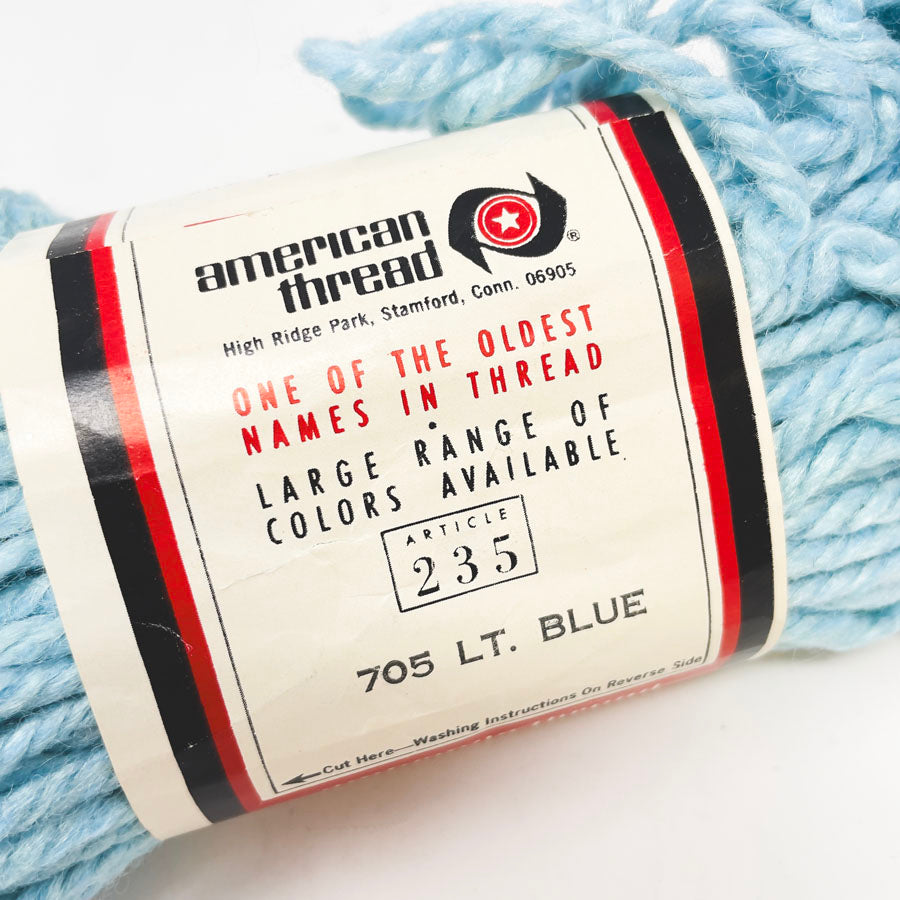 american
thread ®
High Ridge Park, Stamford, Conn. 06905
ONE OF THE OLDEST
NAMES IN THREAD
•
LARGE RANGE OF
COLORS AVAILABLE
ARTICLE
235
705 LT. BLUE
←Cut Here—Washing Instructions On Reverse Side